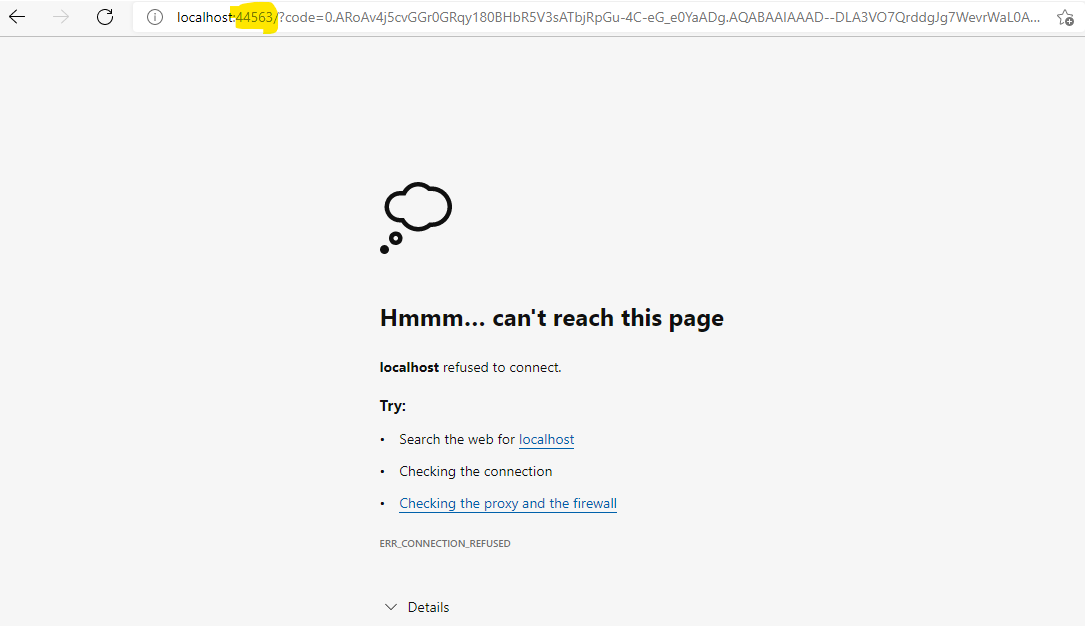 localhost:44563/?code=0.ARoAv4j5cvGGr0GRqy180BHbR5V3sATbjRpGu-4C-eG_e0YaADg.AQABAAIAAAD--DLA3VO7QrddgJg7WevrWaL0A...
Hmmm... can't reach this page
localhost refused to connect.
Try:
• Search the web for localhost
• Checking the connection
• Checking the proxy and the firewall
ERR_CONNECTION_REFUSED
Details